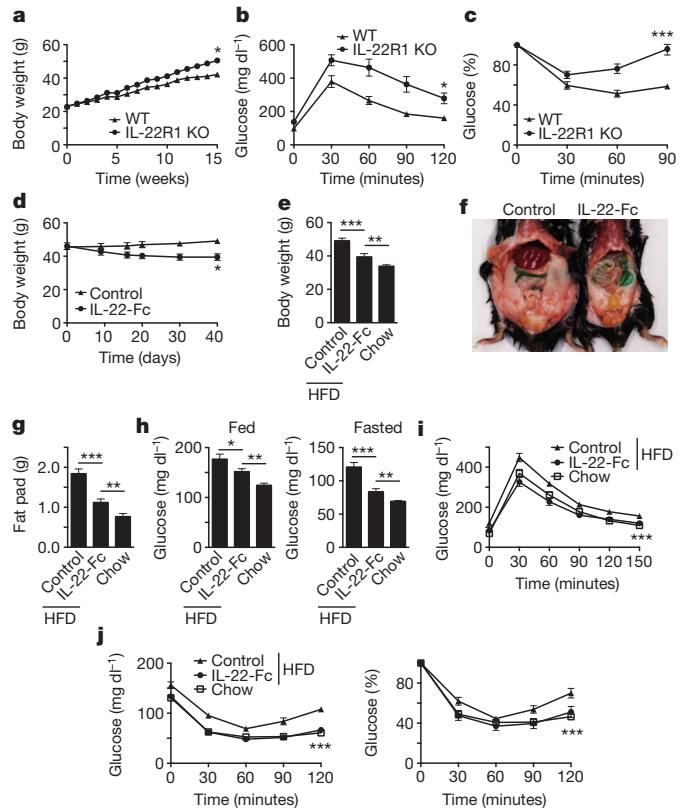 a
Body weight (g)
60
40
20
0
0 5 10 15
Time (weeks)
WT
IL-22R1 KO
*
b
Glucose (mg dl–1)
600
400
200
0
0 30 60 90 120
Time (minutes)
WT
IL-22R1 KO
*
c
Glucose (%)
80
40
0
0 30 60 90
Time (minutes)
WT
IL-22R1 KO
***
d
Body weight (g)
60
40
20
0
0 10 20 30 40
Time (days)
Control
IL-22-Fc
*
e
Body weight (g)
60
40
20
0
*** **
Control
IL-22-Fc
Chow
HFD
f
Control IL-22-Fc
g
Fat pad (g)
2.0
1.0
0.0
*** **
Control
IL-22-Fc
Chow
HFD
h
Fed
Glucose (mg dl–1)
200
150
100
50
0
* **
Control
IL-22-Fc
Chow
HFD
Fasted
Glucose (mg dl–1)
150
100
50
0
*** **
Control
IL-22-Fc
Chow
HFD
i
Glucose (mg dl–1)
400
200
0
0 30 60 90 120 150
Time (minutes)
Control
IL-22-Fc
HFD
Chow
***
j
Glucose (mg dl–1)
200
100
0
0 30 60 90 120
Time (minutes)
Control
IL-22-Fc
HFD
Chow
***
Glucose (%)
80
40
0
0 30 60 90 120
Time (minutes)
***